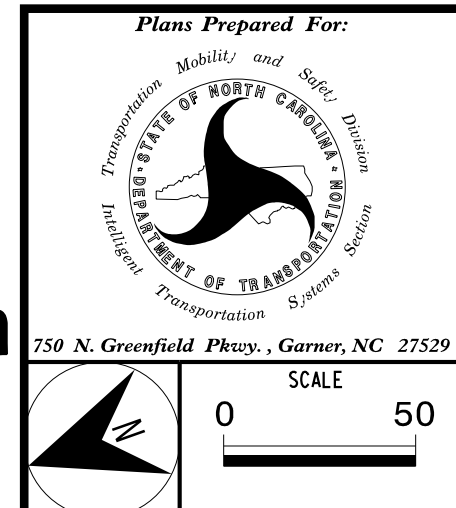 Plans Prepared For:
Transportation Mobility and Safety Division
STATE OF NORTH CAROLINA
DEPARTMENT OF TRANSPORTATION
Intelligent Transportation Systems Section
750 N. Greenfield Pkwy. , Garner, NC 27529
N
SCALE
0 50